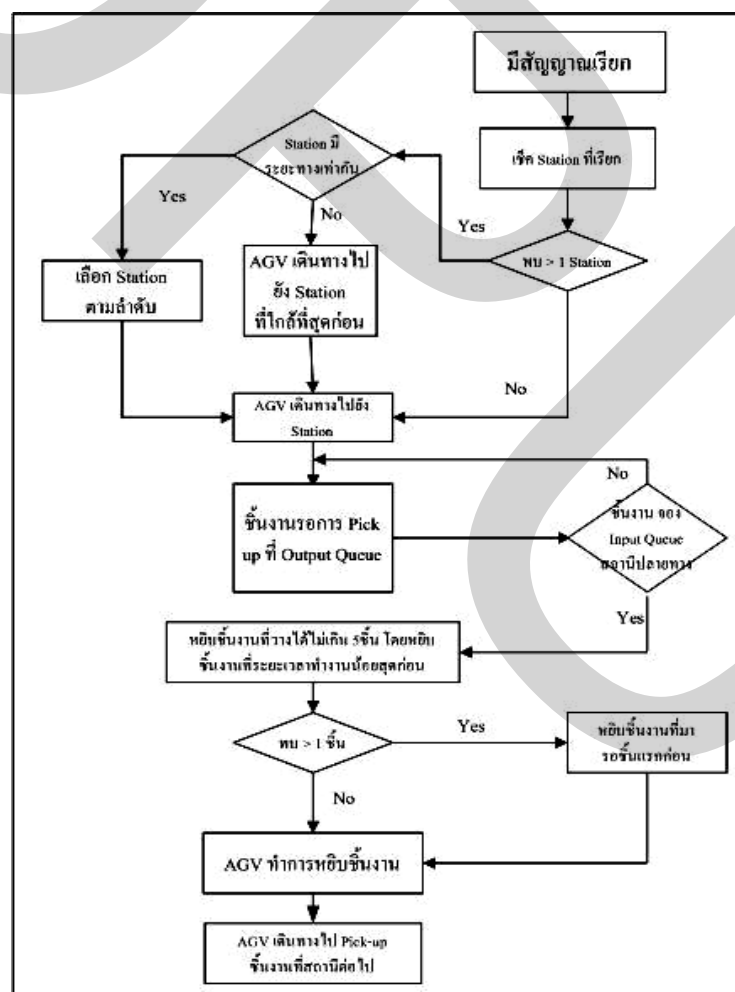 มีสัญญาณเรียก
เช็ค Station ที่เรียก
พบ > 1 Station
Yes
No
Station มี
ระยะทางเท่ากัน
Yes
No
เลือก Station
ตามลำดับ
AGV เดินทางไป
ยัง Station
ที่ใกล้ที่สุดก่อน
AGV เดินทางไปยัง
Station
ชิ้นงานรอการ Pick
up ที่ Output Queue
No
ชิ้นงาน จอง
Input Queue
สถานีปลายทาง
Yes
หยิบชิ้นงานที่วางได้ไม่เกิน 5ชิ้น โดยหยิบ
ชิ้นงานที่ระยะเวลาทำงานน้อยสุดก่อน
พบ > 1 ชิ้น
Yes
หยิบชิ้นงานที่มา
รอชิ้นแรกก่อน
No
AGV ทำการหยิบชิ้นงาน
AGV เดินทางไป Pick-up
ชิ้นงานที่สถานีต่อไป